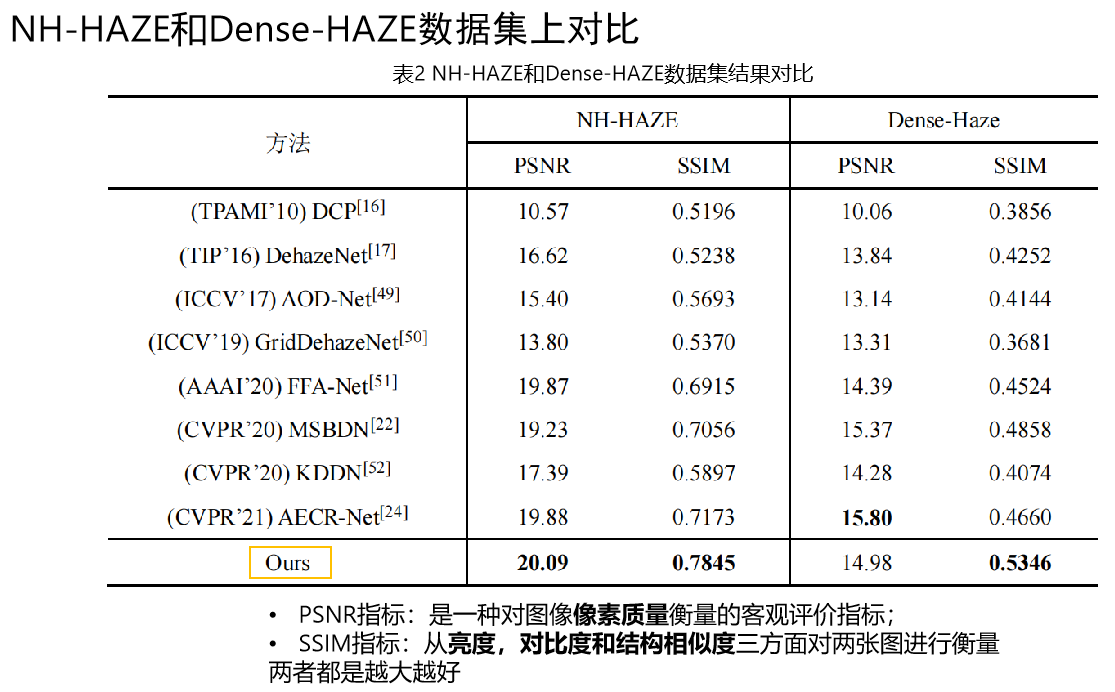 NH-HAZE和Dense-HAZE数据集上对比
表2 NH-HAZE和Dense-HAZE数据集结果对比
方法 NH-HAZE Dense-Haze
PSNR SSIM PSNR SSIM
(TPAMI’10) DCP[16] 10.57 0.5196 10.06 0.3856
(TIP’16) DehazeNet[17] 16.62 0.5238 13.84 0.4252
(ICCV’17) AOD-Net[49] 15.40 0.5693 13.14 0.4144
(ICCV’19) GridDehazeNet[50] 13.80 0.5370 13.31 0.3681
(AAAI’20) FFA-Net[51] 19.87 0.6915 14.39 0.4524
(CVPR’20) MSBDN[22] 19.23 0.7056 15.37 0.4858
(CVPR’20) KDDN[52] 17.39 0.5897 14.28 0.4074
(CVPR’21) AECR-Net[24] 19.88 0.7173 15.80 0.4660
Ours 20.09 0.7845 14.98 0.5346
• PSNR指标：是一种对图像像素质量衡量的客观评价指标；
• SSIM指标：从亮度，对比度和结构相似度三方面对两张图进行衡量
两者都是越大越好